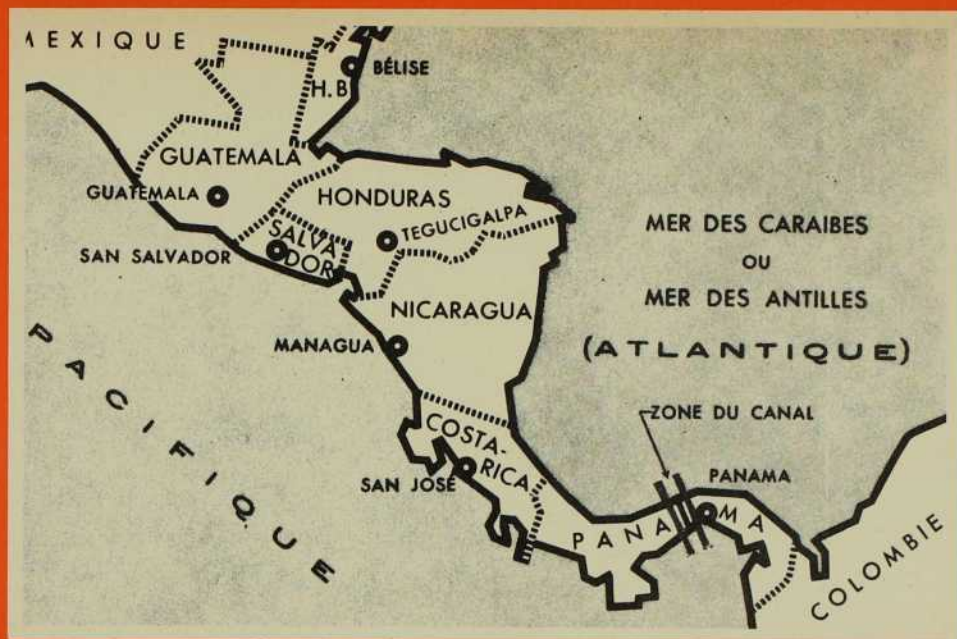 MEXIQUE
BÉLISE
H.B
GUATEMALA
GUATEMALA
HONDURAS
TEGUCIGALPA
SALVA
DOR
SAN SALVADOR
MER DES CARAIBES
OU
MER DES ANTILLES
(ATLANTIQUE)
NICARAGUA
MANAGUA
PACIFIQUE
ZONE DU CANAL
COSTA-
RICA
SAN JOSÉ
PANAMA
PANAMA
COLOMBIE